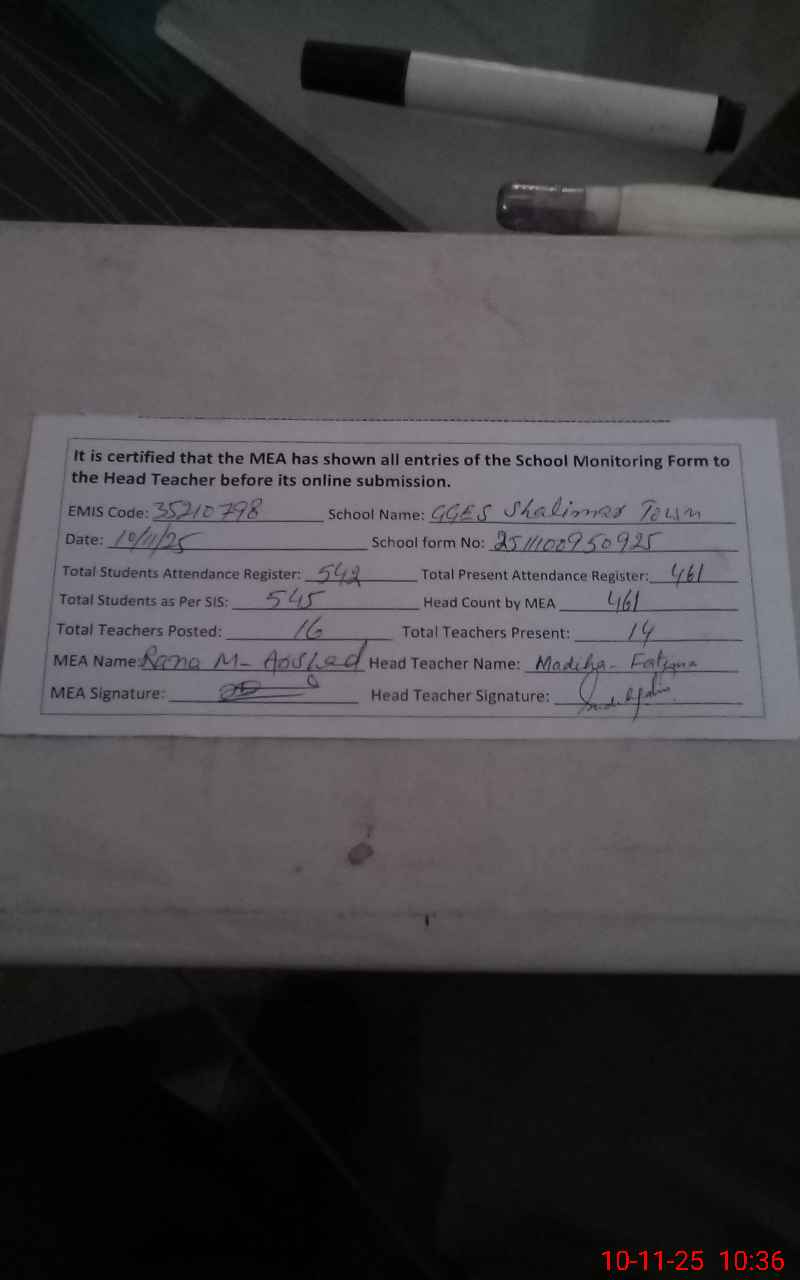 It is certified that the MEA has shown all entries of the School Monitoring Form to
the Head Teacher before its online submission.
EMIS Code: 35210798 School Name: GGES Shalimar Town
Date: 10/11/25 School form No: 2511100950925
Total Students Attendance Register: 542 Total Present Attendance Register: 461
Total Students as Per SIS: 545 Head Count by MEA 461
Total Teachers Posted: 16 Total Teachers Present: 14
MEA Name: Rana M- Head Teacher Name: Madiha- Fatima
MEA Signature: Head Teacher Signature:
10-11-25 10:36